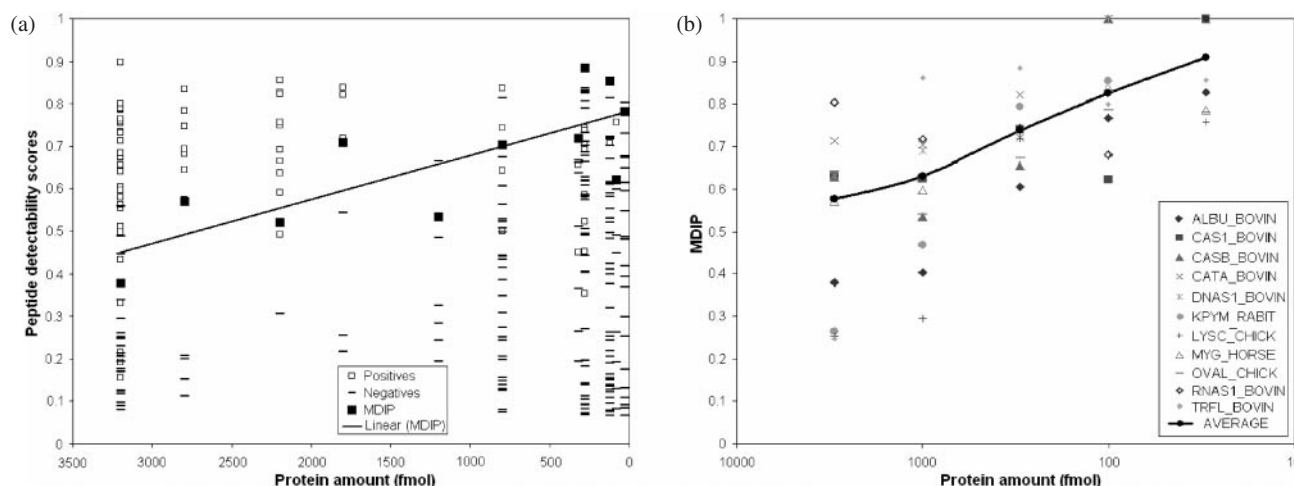 (a)
Peptide detectability scores
1
0.9
0.8
0.7
0.6
0.5
0.4
0.3
0.2
0.1
0
3500 3000 2500 2000 1500 1000 500 0
Protein amount (fmol)
Positives
Negatives
MDIP
Linear (MDIP)
(b)
MDIP
1
0.9
0.8
0.7
0.6
0.5
0.4
0.3
0.2
0.1
0
10000 1000 100 10
Protein amount (fmol)
ALBU_BOVIN
CAS1_BOVIN
CASB_BOVIN
CATA_BOVIN
DNAS1_BOVIN
KPYM_RABIT
LYSC_CHICK
MYG_HORSE
OVAL_CHICK
RNAS1_BOVIN
TRFL_BOVIN
AVERAGE